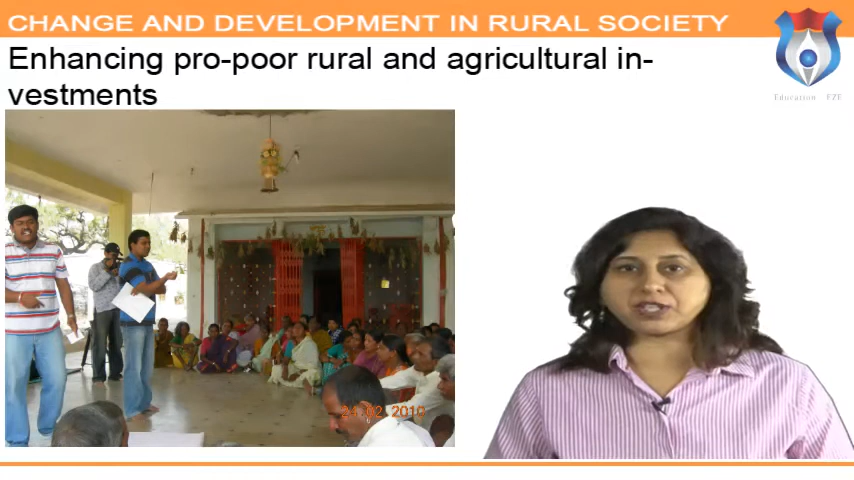 CHANGE AND DEVELOPMENT IN RURAL SOCIETY
Enhancing pro-poor rural and agricultural in-
vestments
Education FZE
24/02/2010